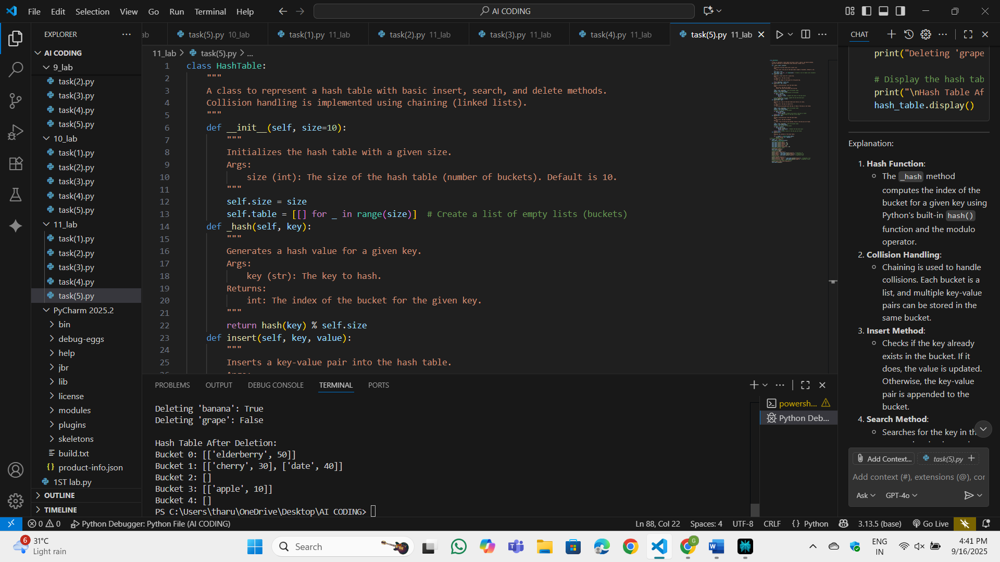 File Edit Selection View Go Run Terminal Help
AI CODING
EXPLORER
AI CODING
9_lab
task(2).py
task(3).py
task(4).py
task(5).py
10_lab
task(1).py
task(2).py
task(3).py
task(4).py
task(5).py
11_lab
task(1).py
task(2).py
task(3).py
task(4).py
task(5).py
PyCharm 2025.2
bin
debug-eggs
help
jbr
lib
license
modules
plugins
skeletons
build.txt
product-info.json
1ST lab.py
OUTLINE
TIMELINE
ab task(5).py 10_lab task(1).py 11_lab task(2).py 11_lab task(3).py 11_lab task(4).py 11_lab task(5).py 11_lab
11_lab > task(5).py > ...
1 class HashTable:
2 """
3 A class to represent a hash table with basic insert, search, and delete methods.
4 Collision handling is implemented using chaining (linked lists).
5 """
6 def __init__(self, size=10):
7 """
8 Initializes the hash table with a given size.
9 Args:
10 size (int): The size of the hash table (number of buckets). Default is 10.
11 """
12 self.size = size
13 self.table = [[] for _ in range(size)]  # Create a list of empty lists (buckets)
14 def _hash(self, key):
15 """
16 Generates a hash value for a given key.
17 Args:
18 key (str): The key to hash.
19 Returns:
20 int: The index of the bucket for the given key.
21 """
22 return hash(key) % self.size
23 def insert(self, key, value):
24 """
25 Inserts a key-value pair into the hash table.
PROBLEMS OUTPUT DEBUG CONSOLE TERMINAL PORTS
Deleting 'banana': True
Deleting 'grape': False
Hash Table After Deletion:
Bucket 0: [['elderberry', 50]]
Bucket 1: [['cherry', 30], ['date', 40]]
Bucket 2: []
Bucket 3: [['apple', 10]]
Bucket 4: []
PS C:\Users\tharu\OneDrive\Desktop\AI CODING>
powersh...
Python Deb...
CHAT
print("Deleting 'grape
# Display the hash tab
print("\nHash Table Af
hash_table.display()
Explanation:
1. Hash Function:
The _hash method
computes the index of the
bucket for a given key using
Python's built-in hash()
function and the modulo
operator.
2. Collision Handling:
Chaining is used to handle
collisions. Each bucket is a
list, and multiple key-value
pairs can be stored in the
same bucket.
3. Insert Method:
Checks if the key already
exists in the bucket. If it
does, the value is updated.
Otherwise, the key-value
pair is appended to the
bucket.
4. Search Method:
Searches for the key in th
Add Context... task(5).py
Add context (#), extensions (@), cor
Ask GPT-4o
0 0 Python Debugger: Python File (AI CODING)
Ln 88, Col 22 Spaces: 4 UTF-8 CRLF {} Python 3.13.5 (base) Go Live
6 31°C
Light rain
Search
G
ENG
IN
4:41 PM
9/16/2025